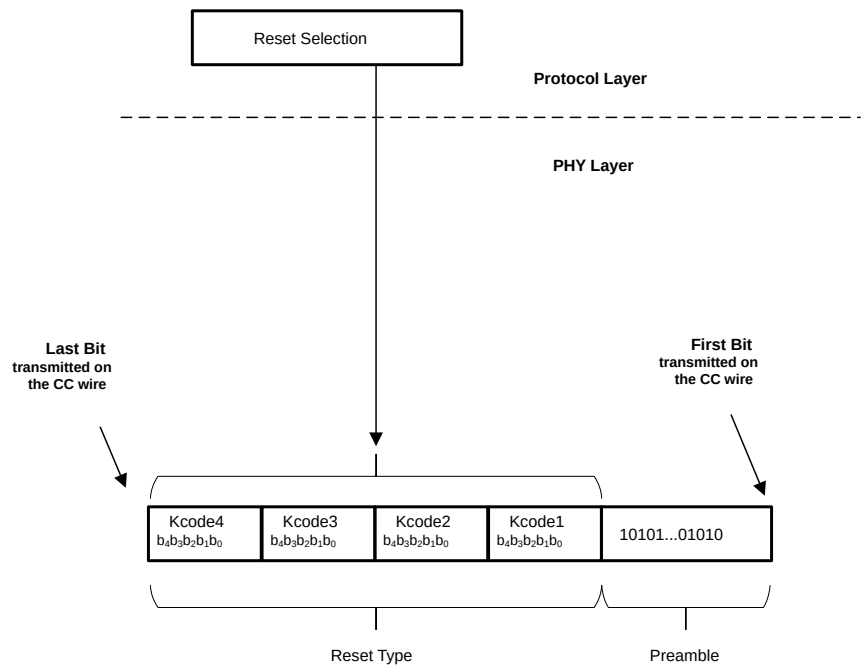 Reset Selection
Protocol Layer
PHY Layer
Last Bit
transmitted on
the CC wire
First Bit
transmitted on
the CC wire
Kcode4
b₄b₃b₂b₁b₀
Kcode3
b₄b₃b₂b₁b₀
Kcode2
b₄b₃b₂b₁b₀
Kcode1
b₄b₃b₂b₁b₀
10101...01010
Reset Type
Preamble